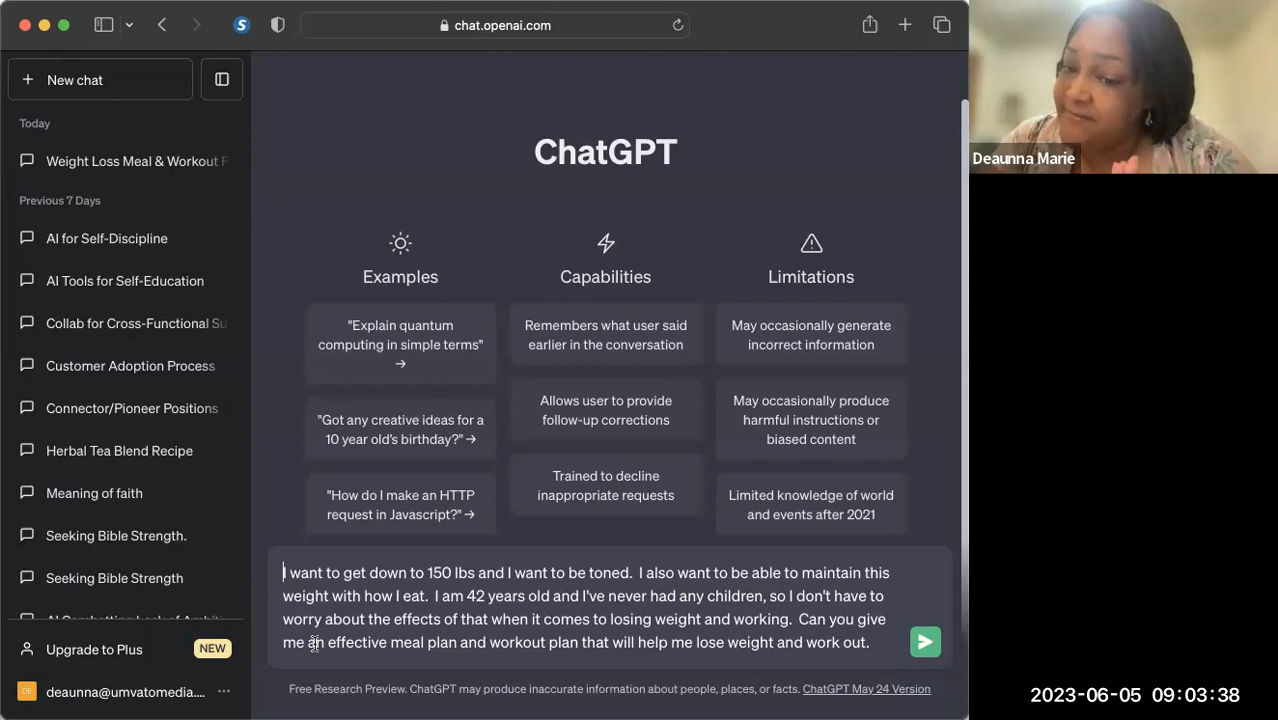 chat.openai.com
New chat
Today
Weight Loss Meal & Workout P
Previous 7 Days
AI for Self-Discipline
AI Tools for Self-Education
Collab for Cross-Functional Su
Customer Adoption Process
Connector/Pioneer Positions
Herbal Tea Blend Recipe
Meaning of faith
Seeking Bible Strength.
Seeking Bible Strength
Upgrade to Plus
NEW
DE
deaunna@umvatomedia....
ChatGPT
Examples
"Explain quantum
computing in simple terms"
→
"Got any creative ideas for a
10 year old's birthday?" →
"How do I make an HTTP
request in Javascript?" →
Capabilities
Remembers what user said
earlier in the conversation
Allows user to provide
follow-up corrections
Trained to decline
inappropriate requests
Limitations
May occasionally generate
incorrect information
May occasionally produce
harmful instructions or
biased content
Limited knowledge of world
and events after 2021
I want to get down to 150 lbs and I want to be toned.  I also want to be able to maintain this
weight with how I eat.  I am 42 years old and I've never had any children, so I don't have to
worry about the effects of that when it comes to losing weight and working.  Can you give
me an effective meal plan and workout plan that will help me lose weight and work out.
Free Research Preview. ChatGPT may produce inaccurate information about people, places, or facts. ChatGPT May 24 Version
Deaunna Marie
2023-06-05 09:03:38